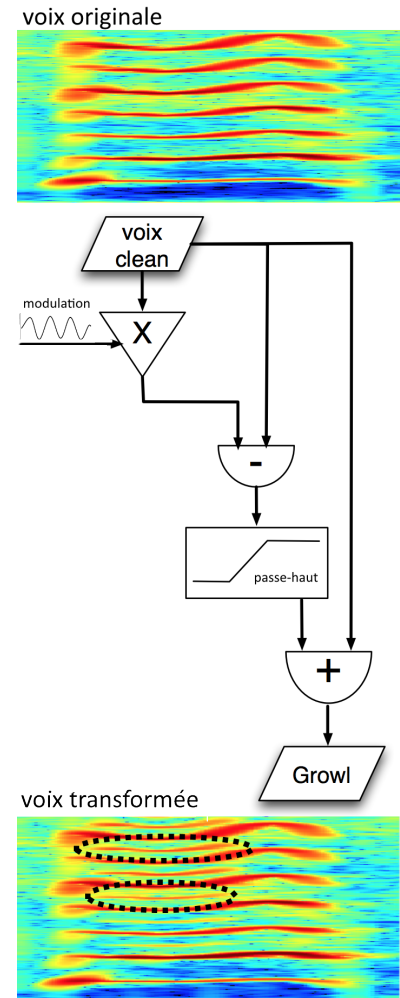 voix originale
voix
clean
modulation
X
-
passe-haut
+
Growl
voix transformée